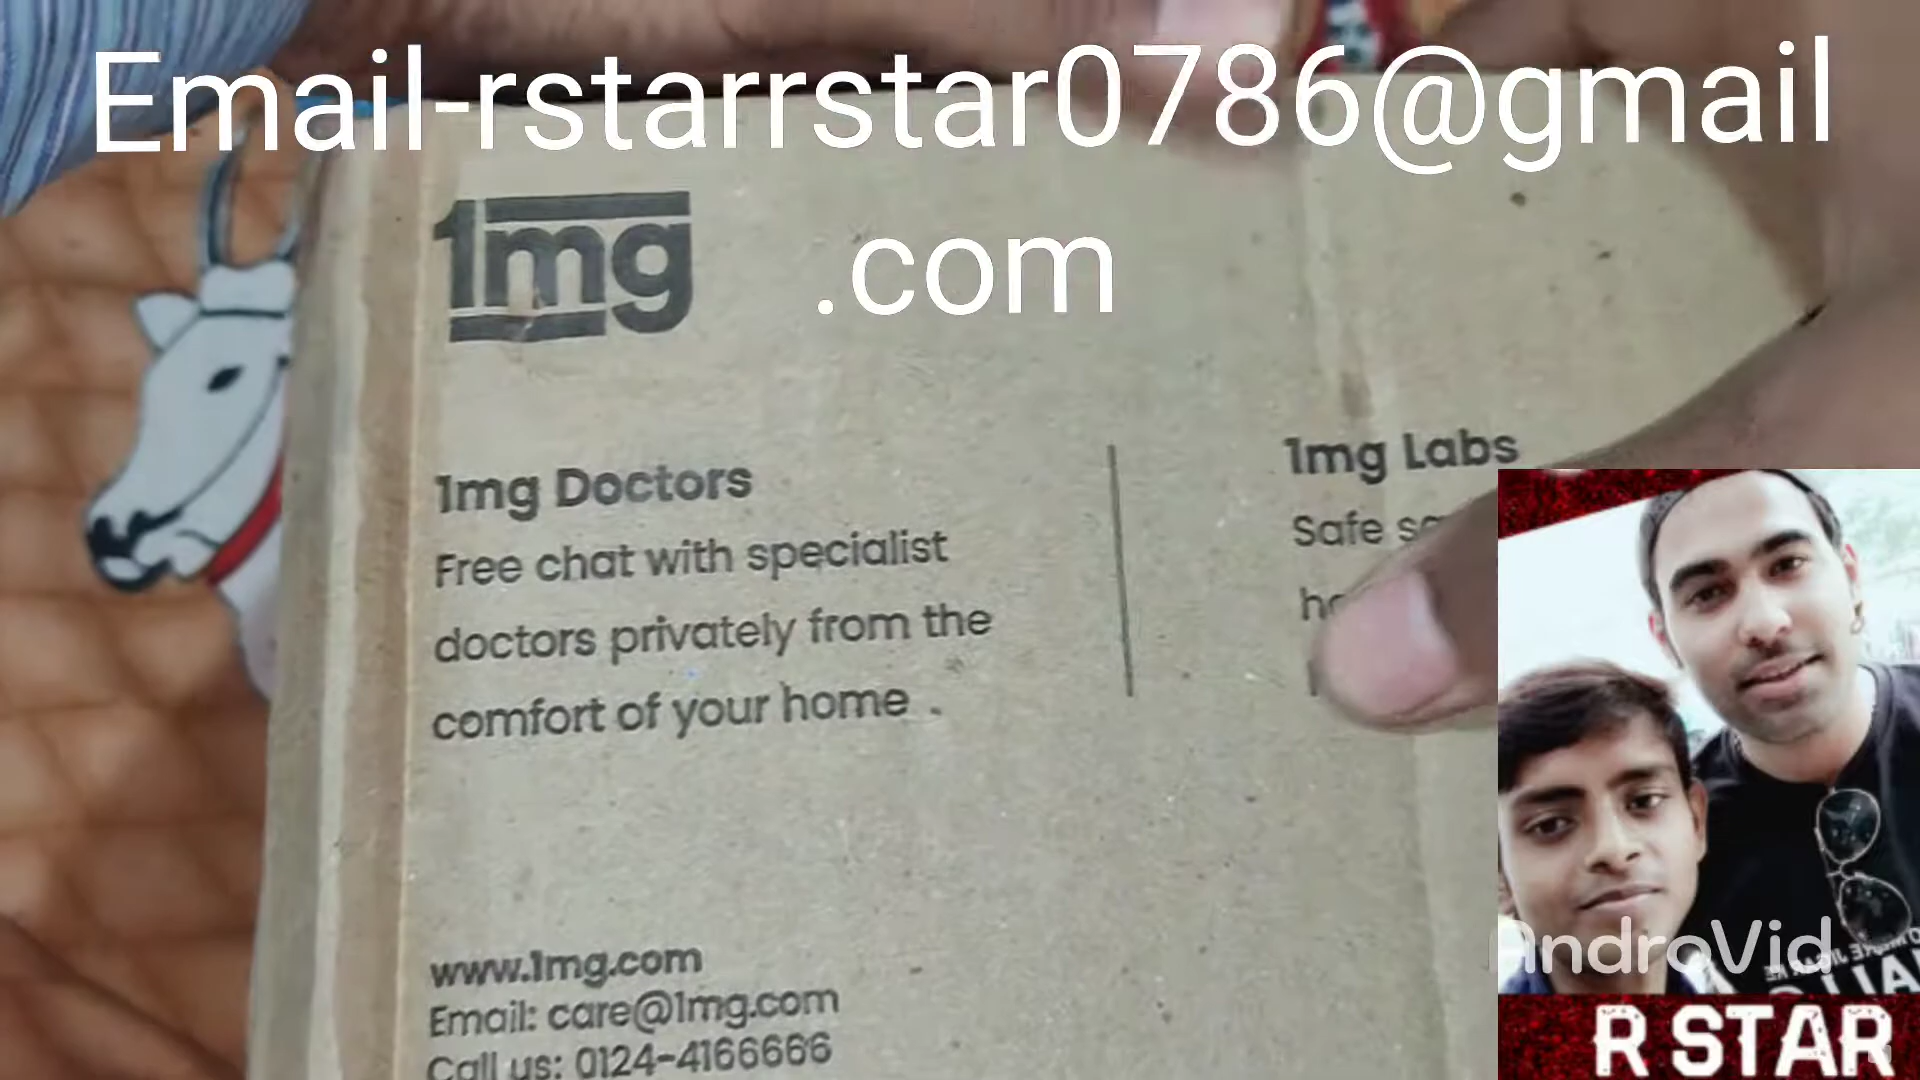 Email-rstarrstar0786@gmail
.com
1mg
1mg Doctors
Free chat with specialist
doctors privately from the
comfort of your home .
1mg Labs
Safe
www.1mg.com
Email: care@1mg.com
Call us: 0124-4166666
AndroVid
R STAR